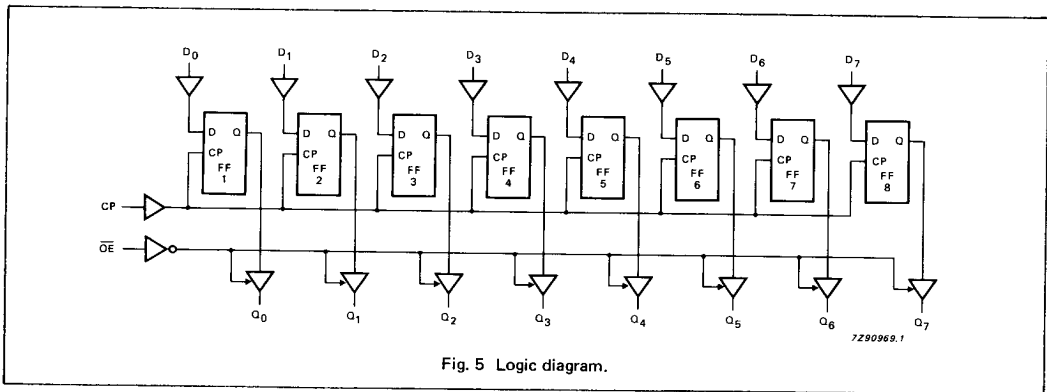 D0 D1 D2 D3 D4 D5 D6 D7
D Q D Q D Q D Q D Q D Q D Q D Q
CP CP CP CP CP CP CP CP
FF FF FF FF FF FF FF FF
1 2 3 4 5 6 7 8
CP
OE
Q0 Q1 Q2 Q3 Q4 Q5 Q6 Q7
7Z90969.1
Fig. 5 Logic diagram.